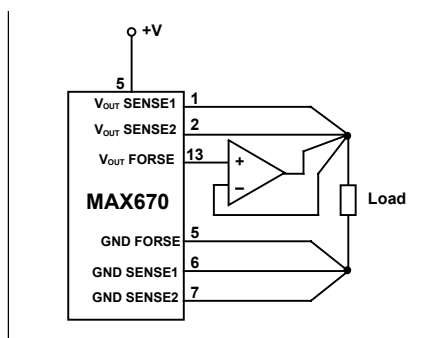 +V
5
VOUT SENSE1 1
VOUT SENSE2 2
VOUT FORSE 13
+
−
MAX670
Load
GND FORSE 5
GND SENSE1 6
GND SENSE2 7